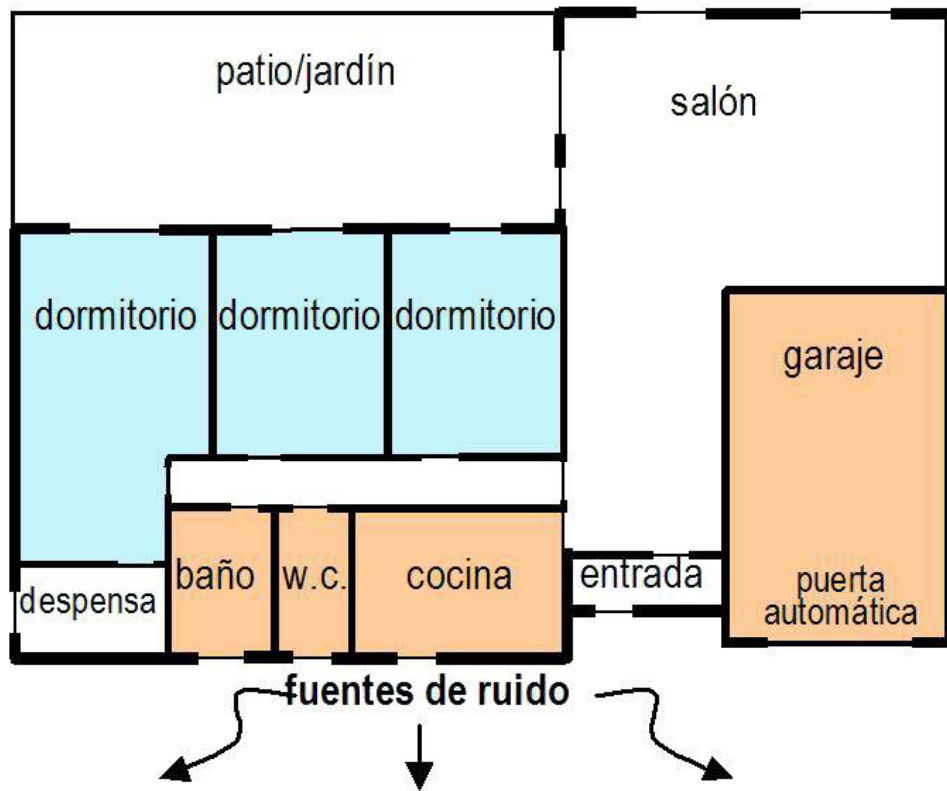 patio/jardín
salón
dormitorio
dormitorio
dormitorio
garaje
baño
w.c.
cocina
entrada
despensa
puerta
automática
fuentes de ruido